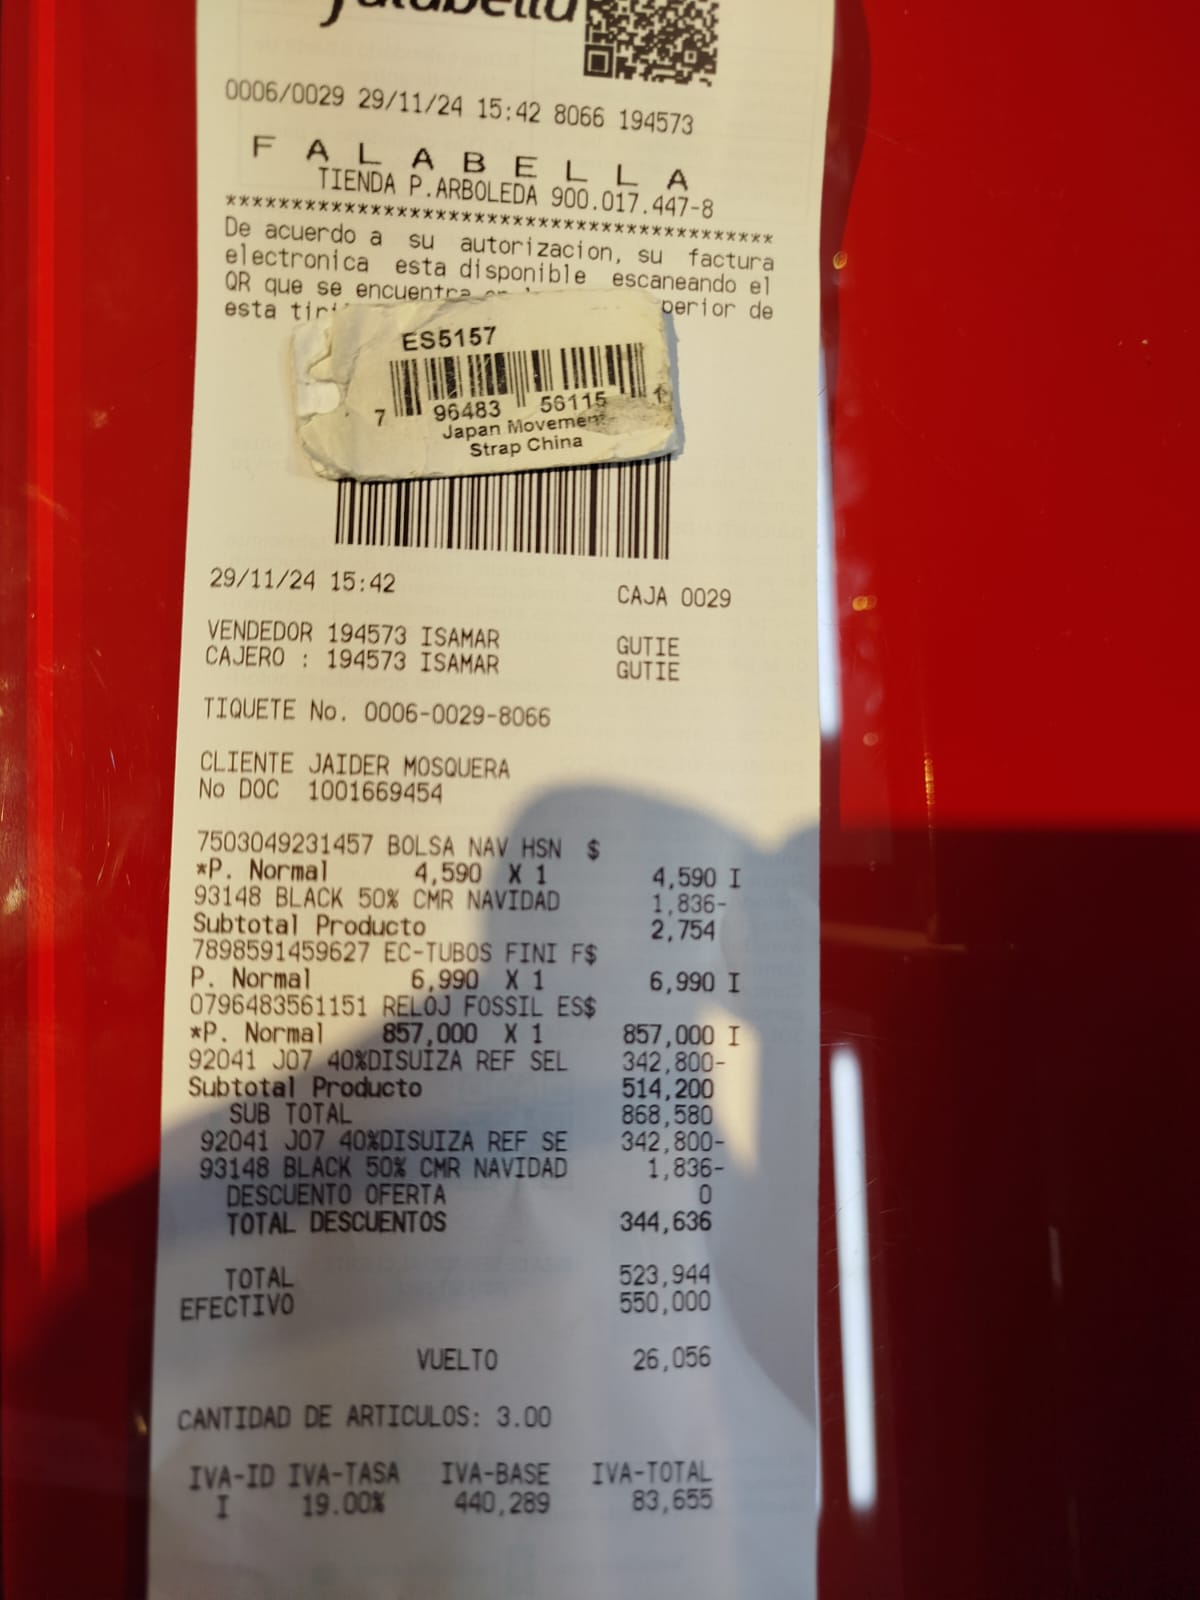 falabella
0006/0029 29/11/24 15:42 8066 194573
F A L A B E L L A
TIENDA P.ARBOLEDA 900.017.447-8
******************************************
De acuerdo a su autorizacion, su factura
electronica esta disponible escaneando el
QR que se encuentra perior de
esta
ES5157
7 96483 56115 1
Japan Movement
Strap China
29/11/24 15:42 CAJA 0029
VENDEDOR 194573 ISAMAR GUTIE
CAJERO : 194573 ISAMAR GUTIE
TIQUETE No. 0006-0029-8066
CLIENTE JAIDER MOSQUERA
No DOC 1001669454
7503049231457 BOLSA NAV HSN $
*P. Normal 4,590 X 1 4,590 I
93148 BLACK 50% CMR NAVIDAD 1,836-
Subtotal Producto 2,754
7898591459627 EC-TUBOS FINI F$
P. Normal 6,990 X 1 6,990 I
0796483561151 RELOJ FOSSIL ES$
*P. Normal 857,000 X 1 857,000 I
92041 J07 40%DISUIZA REF SEL 342,800-
Subtotal Producto 514,200
SUB TOTAL 868,580
92041 J07 40%DISUIZA REF SE 342,800-
93148 BLACK 50% CMR NAVIDAD 1,836-
DESCUENTO OFERTA 0
TOTAL DESCUENTOS 344,636
TOTAL 523,944
EFECTIVO 550,000
VUELTO 26,056
CANTIDAD DE ARTICULOS: 3.00
IVA-ID IVA-TASA IVA-BASE IVA-TOTAL
I 19.00% 440,289 83,655